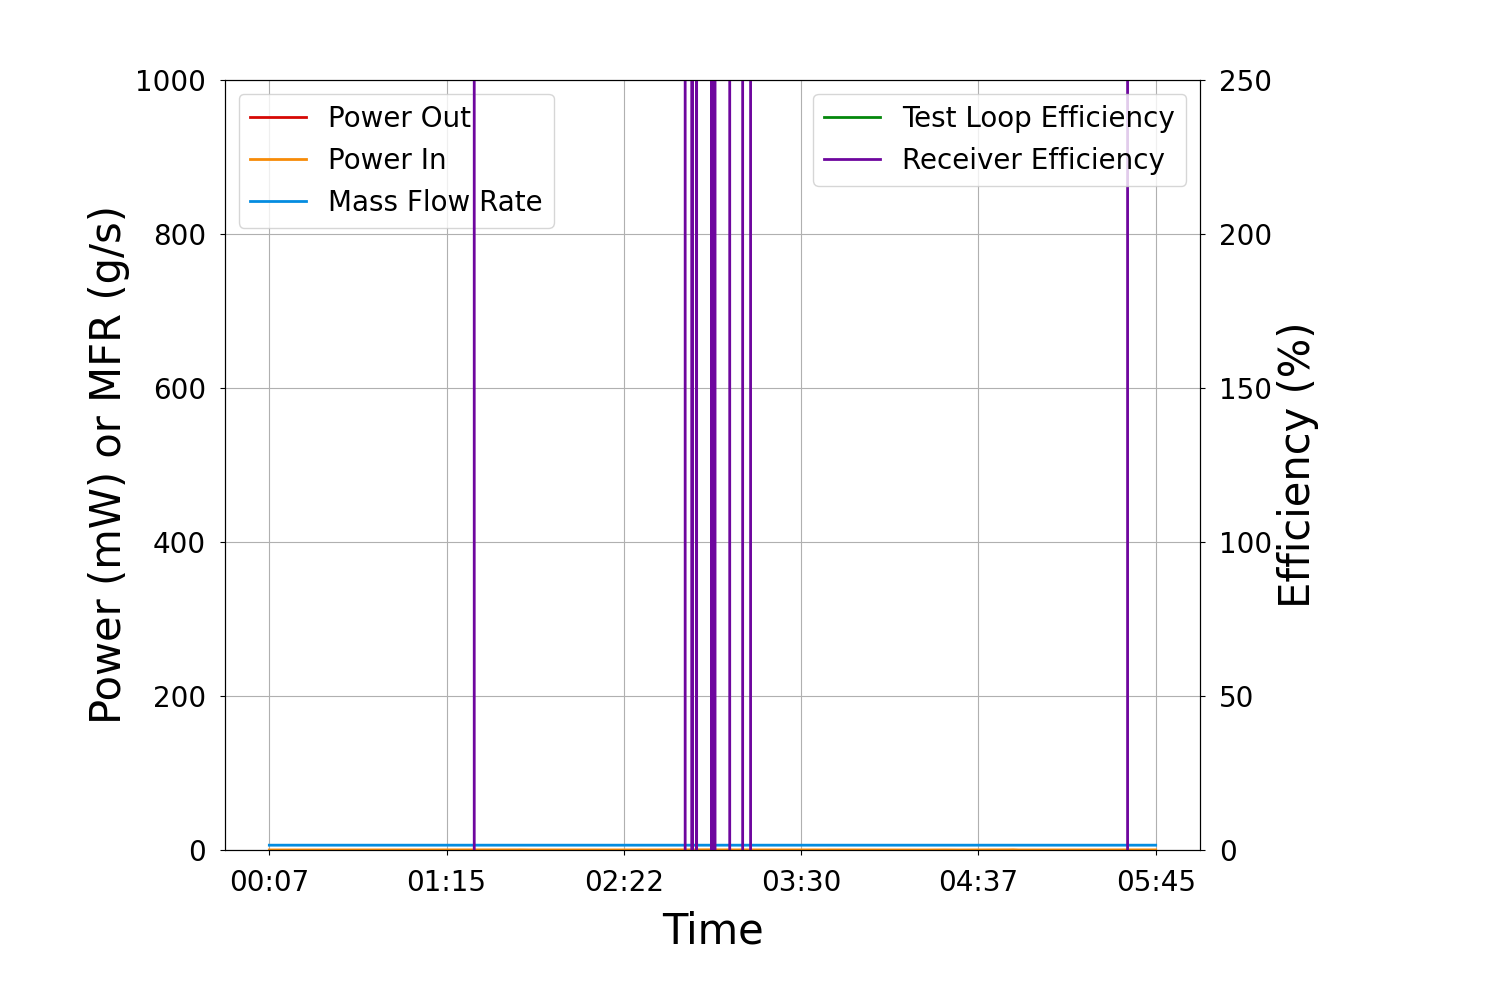 1000
800
600
400
200
0
Power (mW) or MFR (g/s)
Power Out
Power In
Mass Flow Rate
Test Loop Efficiency
Receiver Efficiency
250
200
150
100
50
0
Efficiency (%)
00:07 01:15 02:22 03:30 04:37 05:45
Time